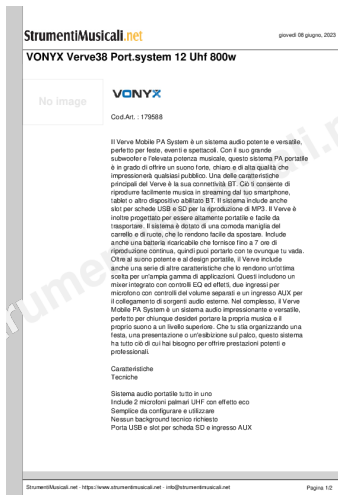 StrumentiMusicali.net
giovedì 08 giugno, 2023
VONYX Verve38 Port.system 12 Uhf 800w
No image
VONYX
Cod.Art. : 179588
Il Verve Mobile PA System è un sistema audio potente e versatile,
perfetto per feste, eventi e spettacoli. Con il suo grande
subwoofer e l'elevata potenza musicale, questo sistema PA portatile
è in grado di offrire un suono forte, chiaro e di alta qualità che
impressionerà qualsiasi pubblico. Una delle caratteristiche
principali del Verve è la sua connettività BT. Ciò ti consente di
riprodurre facilmente musica in streaming dal tuo smartphone,
tablet o altro dispositivo abilitato BT. Il sistema include anche
slot per schede USB e SD per la riproduzione di MP3. Il Verve è
inoltre progettato per essere altamente portatile e facile da
trasportare. Il sistema è dotato di una comoda maniglia del
carrello e di ruote, che lo rendono facile da spostare. Include
anche una batteria ricaricabile che fornisce fino a 7 ore di
riproduzione continua, quindi puoi portarlo con te ovunque tu vada.
Oltre al suono potente e al design portatile, il Verve include
anche una serie di altre caratteristiche che lo rendono un'ottima
scelta per un'ampia gamma di applicazioni. Questi includono un
mixer integrato con controlli EQ ed effetti, due ingressi per
microfono con controlli del volume separati e un ingresso AUX per
il collegamento di sorgenti audio esterne. Nel complesso, il Verve
Mobile PA System è un sistema audio impressionante e versatile,
perfetto per chiunque desideri portare la propria musica e il
proprio suono a un livello superiore. Che tu stia organizzando una
festa, una presentazione o un'esibizione sul palco, questo sistema
ha tutto ciò di cui hai bisogno per offrire prestazioni potenti e
professionali.
Caratteristiche
Tecniche
Sistema audio portatile tutto in uno
Include 2 microfoni palmari UHF con effetto eco
Semplice da configurare e utilizzare
Nessun background tecnico richiesto
Porta USB e slot per scheda SD e ingresso AUX
StrumentiMusicali.net - https://www.strumentimusicali.net - info@strumentimusicali.net
Pagina 1/2